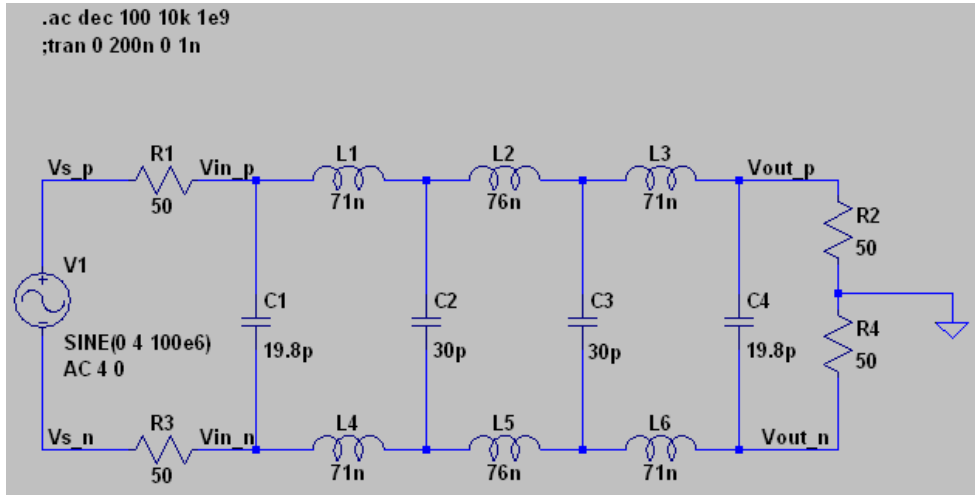 .ac dec 100 10k 1e9
;tran 0 200n 0 1n
Vs_p
R1
50
Vin_p
L1
71n
L2
76n
L3
71n
Vout_p
R2
50
V1
SINE(0 4 100e6)
AC 4 0
C1
19.8p
C2
30p
C3
30p
C4
19.8p
R4
50
Vs_n
R3
50
Vin_n
L4
71n
L5
76n
L6
71n
Vout_n